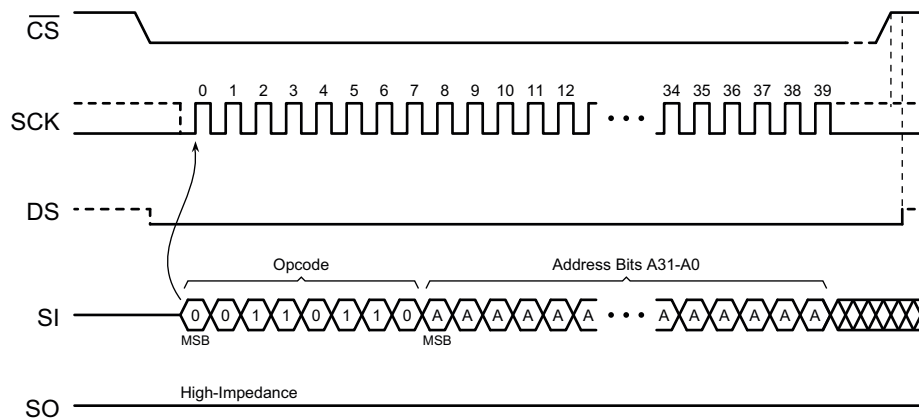 CS
0 1 2 3 4 5 6 7 8 9 10 11 12 34 35 36 37 38 39
SCK
DS
Opcode Address Bits A31-A0
SI 0 0 1 1 0 1 1 0 A A A A A A A A A A A A
MSB MSB
High-Impedance
SO